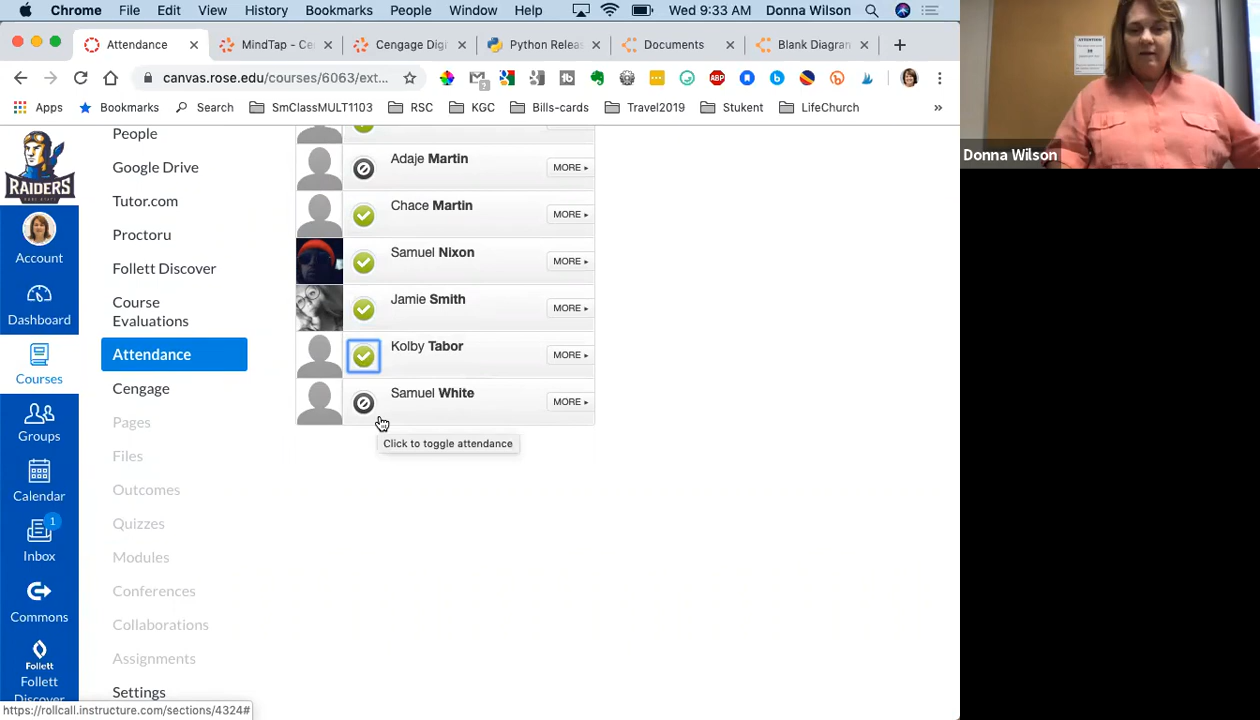 Chrome File Edit View History Bookmarks People Window Help Wed 9:33 AM Donna Wilson
Attendance
MindTap - Ce
Cengage Digi
Python Relea
Documents
Blank Diagran
canvas.rose.edu/courses/6063/ext...
Apps Bookmarks Search SmClassMULT1103 RSC KGC Bills-cards Travel2019 Stukent LifeChurch »
RAIDERS
Account
Dashboard
Courses
Groups
Calendar
1
Inbox
Commons
Follett
Follett
Discover
People
Google Drive
Tutor.com
Proctoru
Follett Discover
Course
Evaluations
Attendance
Cengage
Pages
Files
Outcomes
Quizzes
Modules
Conferences
Collaborations
Assignments
Settings
Adaje Martin MORE
Chace Martin MORE
Samuel Nixon MORE
Jamie Smith MORE
Kolby Tabor MORE
Samuel White MORE
Click to toggle attendance
https://rollcall.instructure.com/sections/4324#
ATTENTION
Donna Wilson